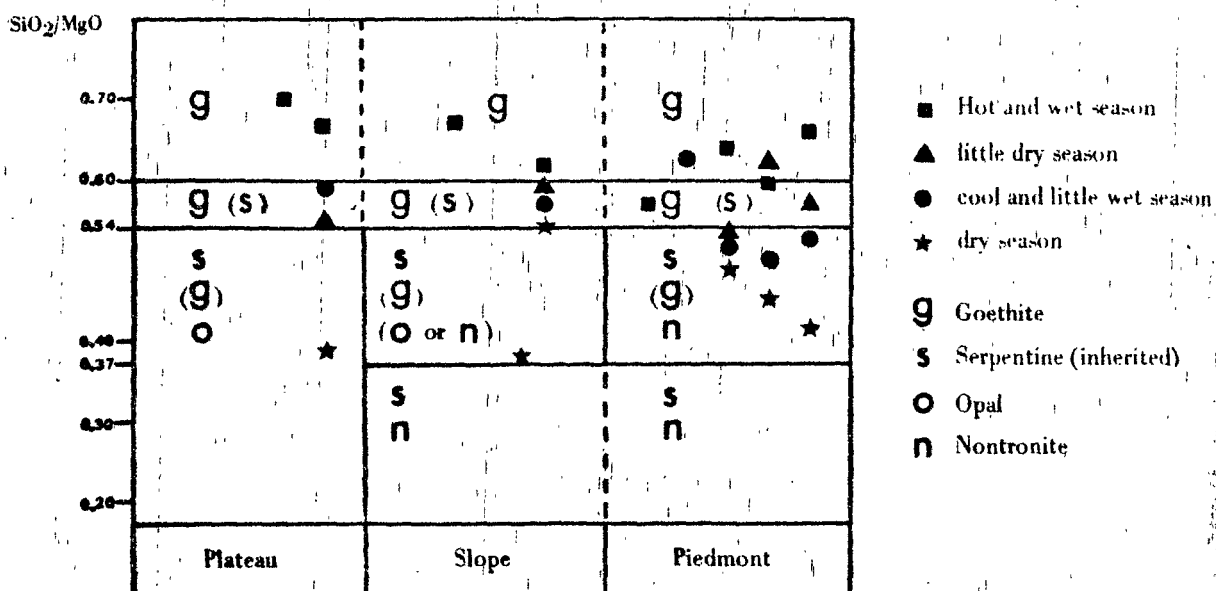 SiO2/MgO
0.70
0.60
0.54
0.40
0.37
0.30
0.20
g
g
g
g (s)
g (s)
g (s)
s
(g)
o
s
(g)
(o or n)
s
(g)
n
s
n
s
n
Plateau
Slope
Piedmont
Hot and wet season
little dry season
cool and little wet season
dry season
g Goethite
s Serpentine (inherited)
o Opal
n Nontronite